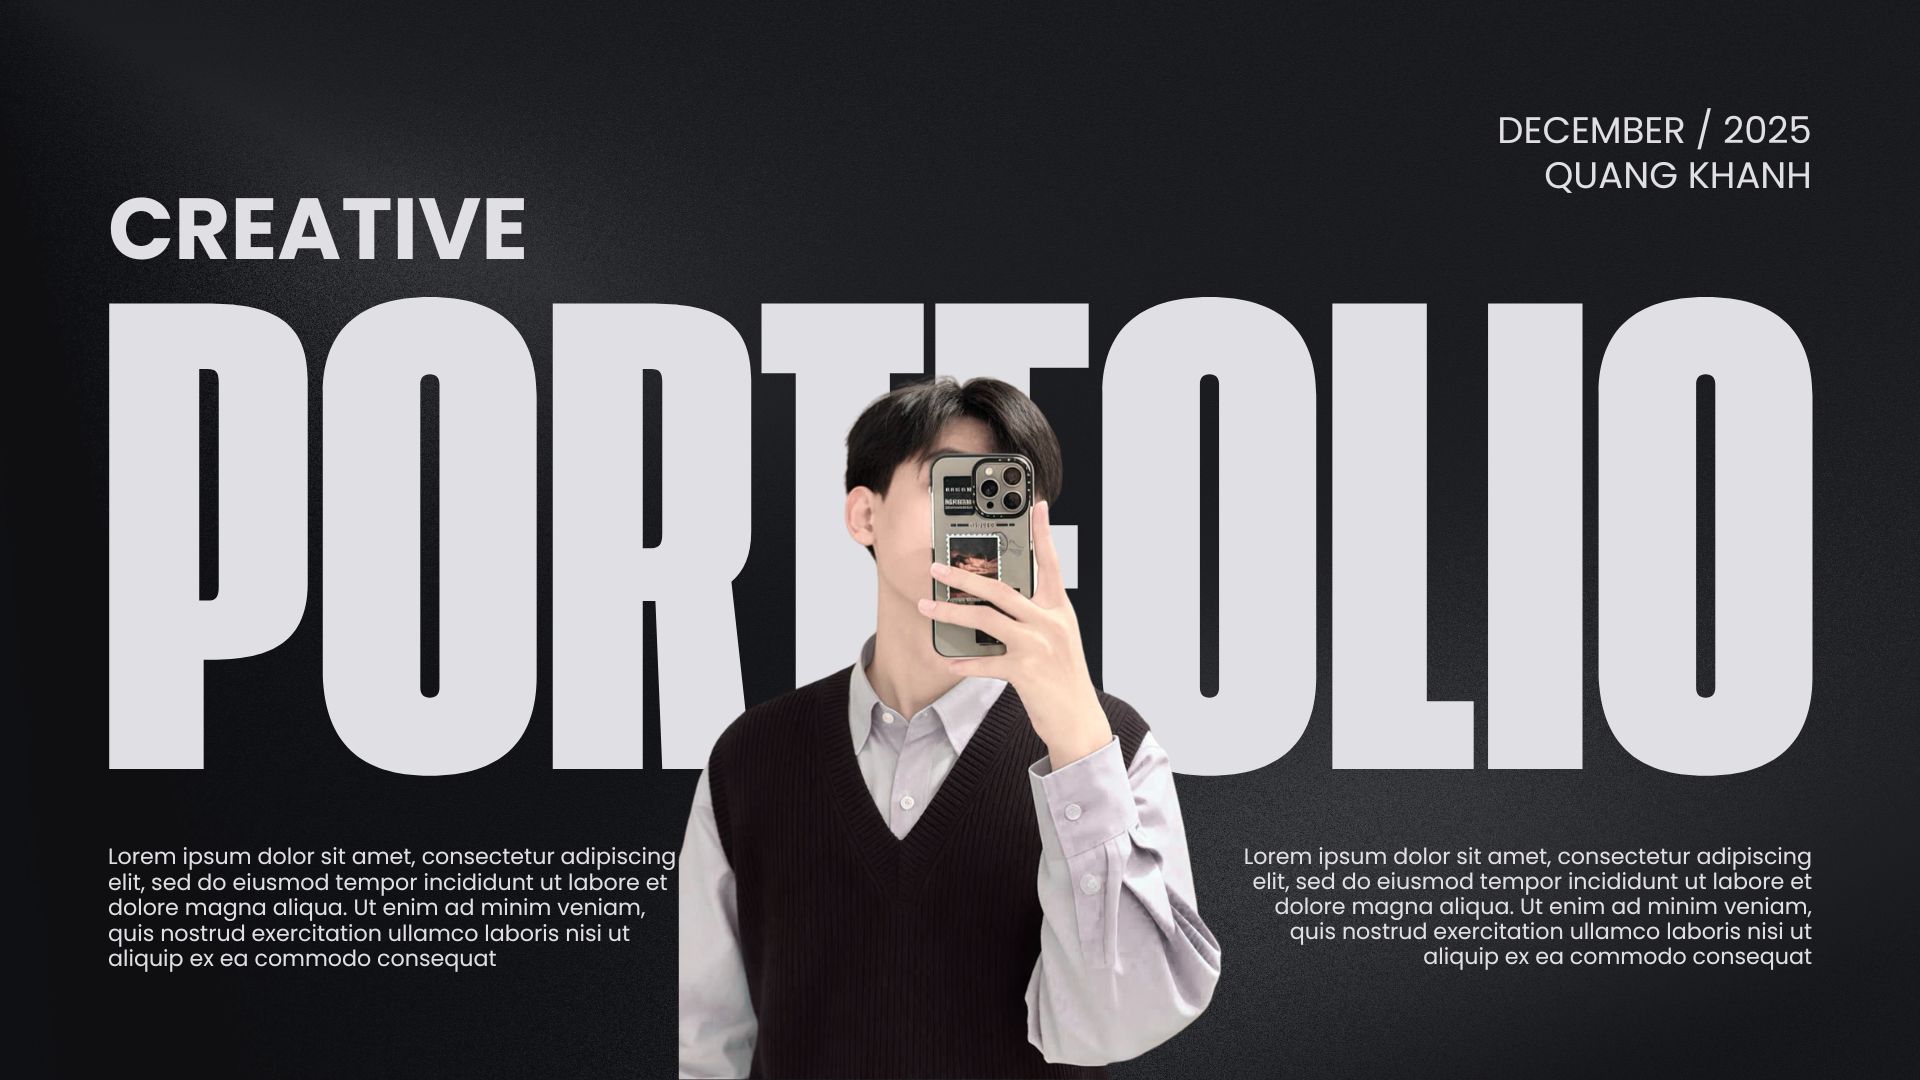 DECEMBER / 2025
QUANG KHANH
CREATIVE
PORTFOLIO
Lorem ipsum dolor sit amet, consectetur adipiscing
elit, sed do eiusmod tempor incididunt ut labore et
dolore magna aliqua. Ut enim ad minim veniam,
quis nostrud exercitation ullamco laboris nisi ut
aliquip ex ea commodo consequat
Lorem ipsum dolor sit amet, consectetur adipiscing
elit, sed do eiusmod tempor incididunt ut labore et
dolore magna aliqua. Ut enim ad minim veniam,
quis nostrud exercitation ullamco laboris nisi ut
aliquip ex ea commodo consequat